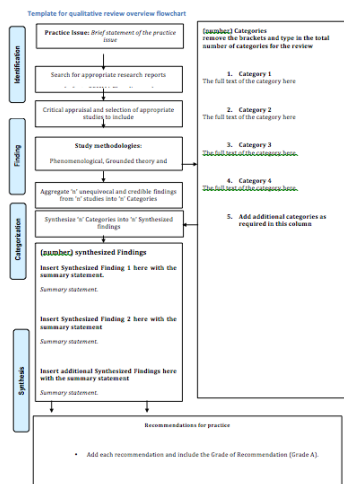 Template for qualitative review overview flowchart
Identification
Practice Issue: Brief statement of the practice
issue
Search for appropriate research reports
Critical appraisal and selection of appropriate
studies to include
Finding
Study methodologies:
Phenomenological, Grounded theory and
Aggregate 'n' unequivocal and credible findings
from 'n' studies into 'n' Categories
Categorization
Synthesize 'n' Categories into 'n' Synthesized
findings
(number) synthesized Findings
Insert Synthesized Finding 1 here with the
summary statement.
Summary statement.
Insert Synthesized Finding 2 here with the
summary statement
Summary statement.
Synthesis
Insert additional Synthesized Findings here
with the summary statement
Summary statement.
(number) Categories
remove the brackets and type in the total
number of categories for the review
1. Category 1
The full text of the category here
2. Category 2
The full text of the category here
3. Category 3
The full text of the category here.
4. Category 4
The full text of the category here.
5. Add additional categories as
required in this column
Recommendations for practice
• Add each recommendation and include the Grade of Recommendation (Grade A).